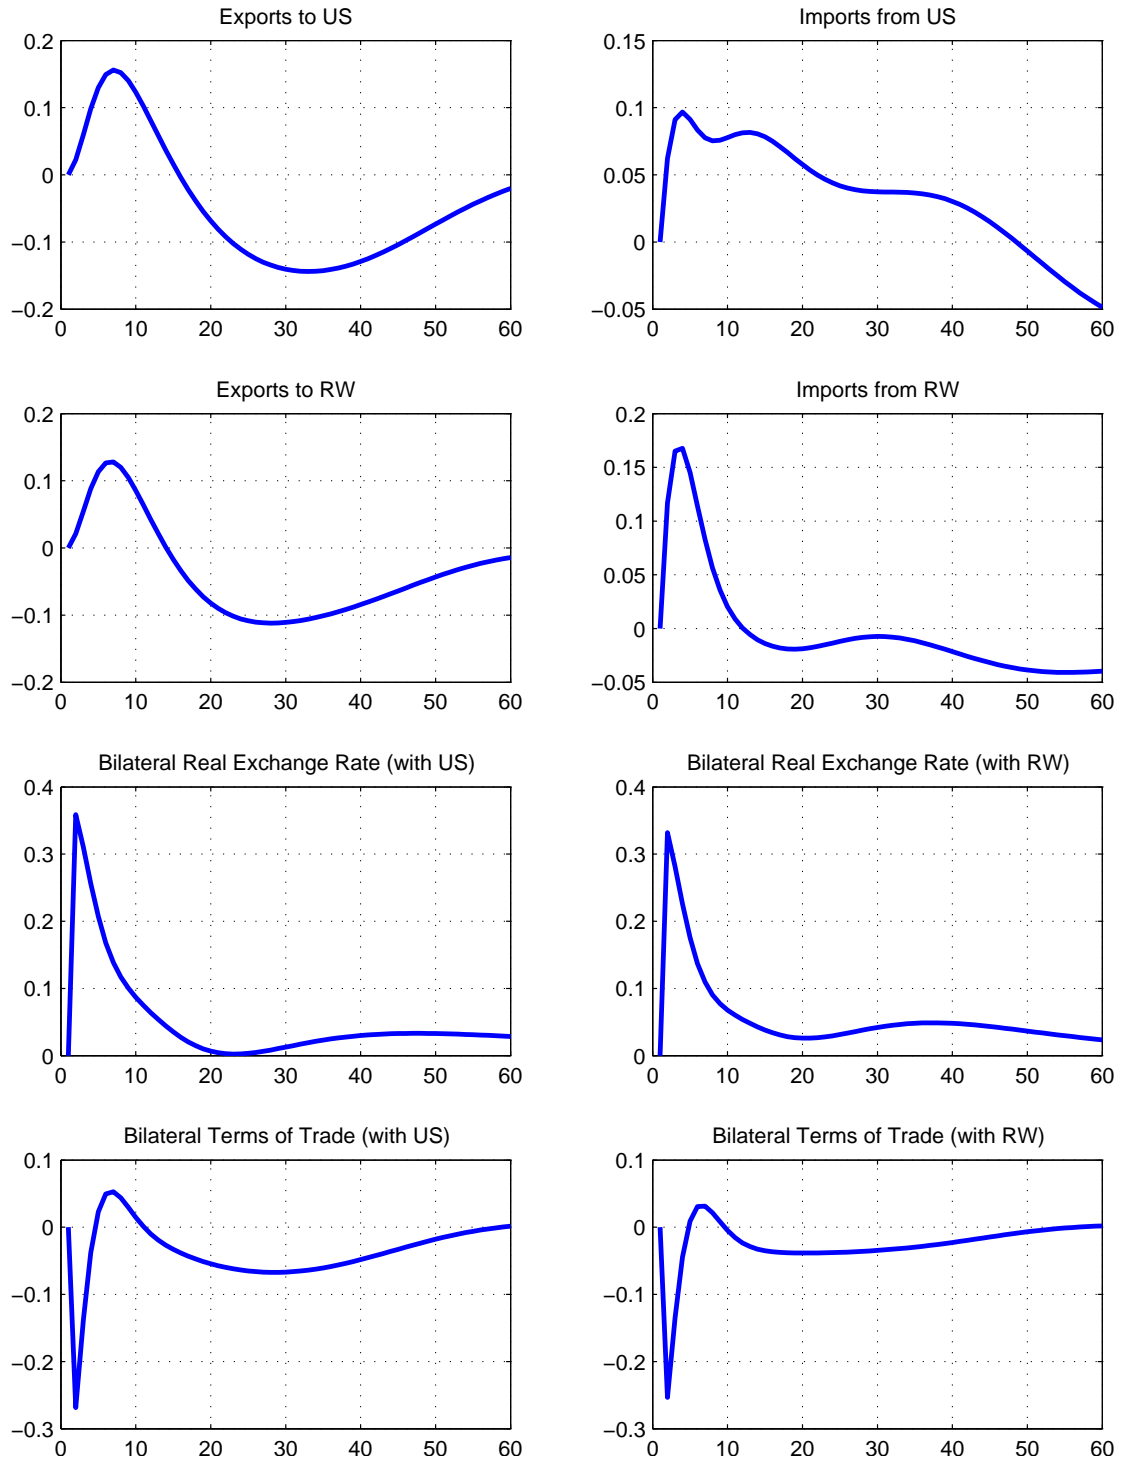 Exports to US
Imports from US
0.2
0.1
0
−0.1
−0.2
0 10 20 30 40 50 60
0.15
0.1
0.05
0
−0.05
0 10 20 30 40 50 60
Exports to RW
Imports from RW
0.2
0.1
0
−0.1
−0.2
0 10 20 30 40 50 60
0.2
0.15
0.1
0.05
0
−0.05
0 10 20 30 40 50 60
Bilateral Real Exchange Rate (with US)
Bilateral Real Exchange Rate (with RW)
0.4
0.3
0.2
0.1
0
0 10 20 30 40 50 60
0.4
0.3
0.2
0.1
0
0 10 20 30 40 50 60
Bilateral Terms of Trade (with US)
Bilateral Terms of Trade (with RW)
0.1
0
−0.1
−0.2
−0.3
0 10 20 30 40 50 60
0.1
0
−0.1
−0.2
−0.3
0 10 20 30 40 50 60